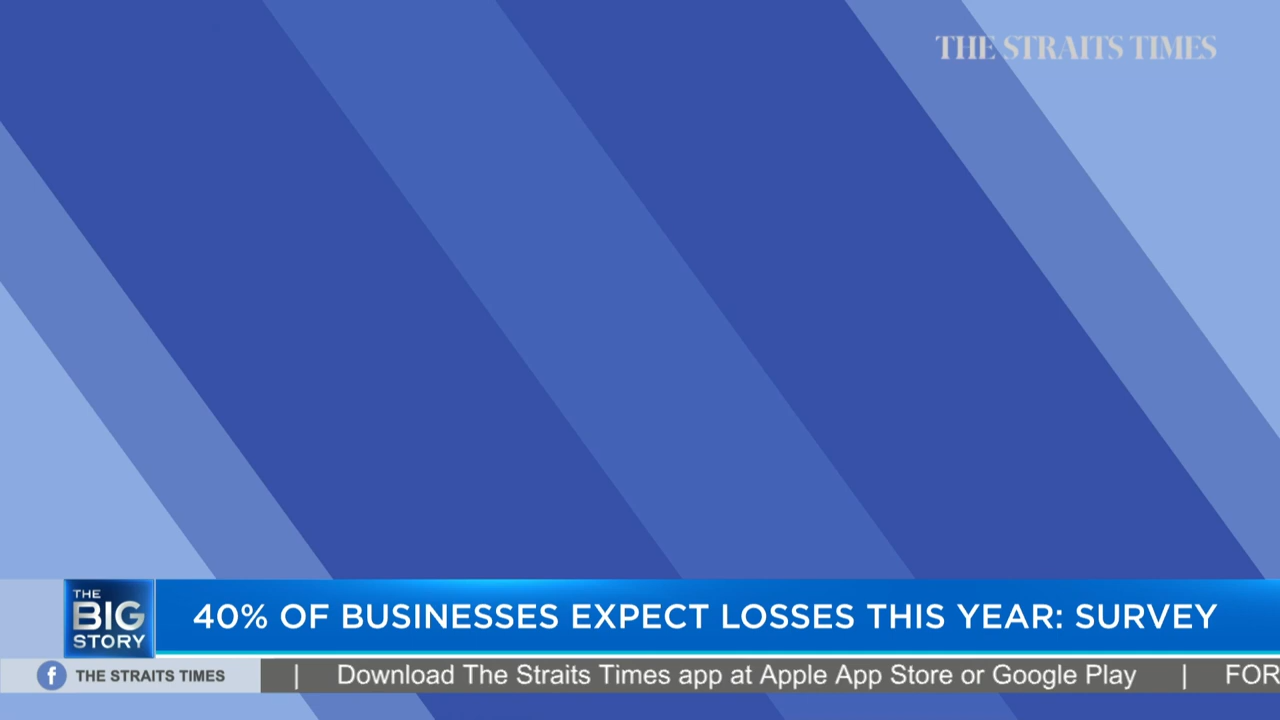 THE STRAITS TIMES
THE
BIG
STORY
40% OF BUSINESSES EXPECT LOSSES THIS YEAR: SURVEY
f THE STRAITS TIMES | Download The Straits Times app at Apple App Store or Google Play | FOR